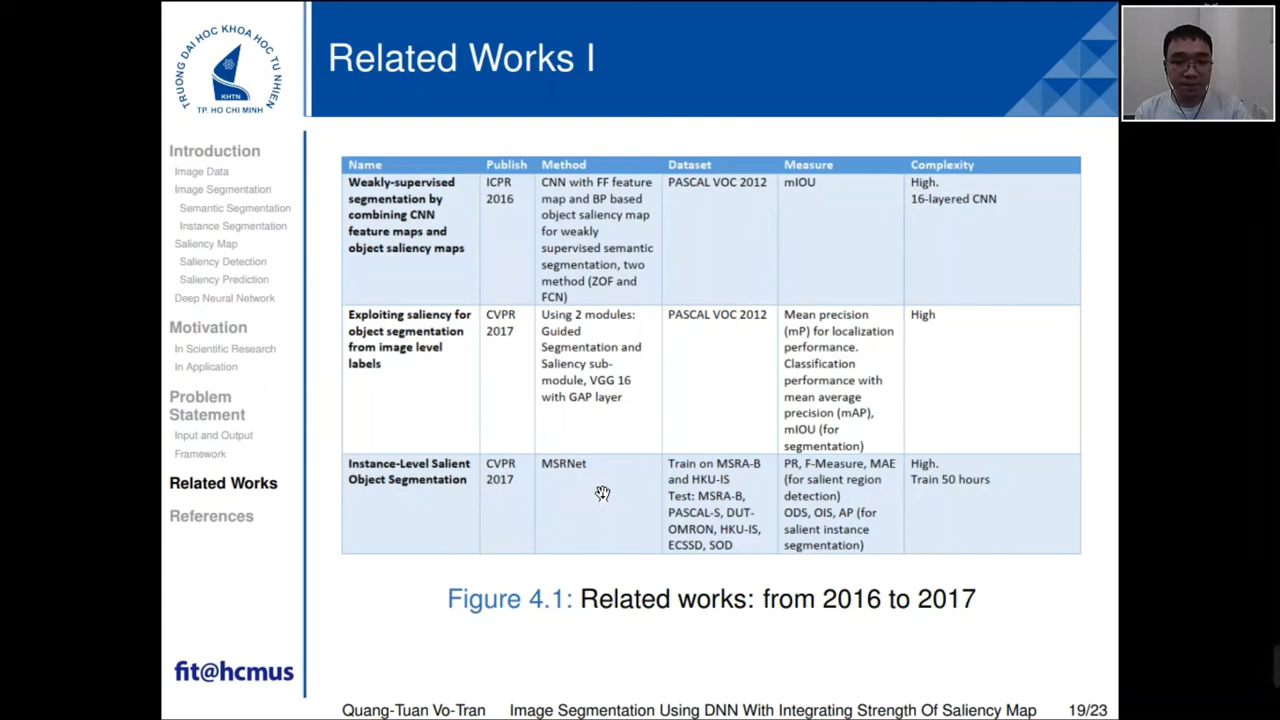 TRƯỜNG ĐẠI HỌC KHOA HỌC TỰ NHIÊN
KHTN
TP. HO CHI MINH
Related Works I
Introduction
Image Data
Image Segmentation
Semantic Segmentation
Instance Segmentation
Saliency Map
Saliency Detection
Saliency Prediction
Deep Neural Network
Motivation
In Scientific Research
In Application
Problem
Statement
Input and Output
Framework
Related Works
References
fit@hcmus
Name Publish Method Dataset Measure Complexity
Weakly-supervised
segmentation by
combining CNN
feature maps and
object saliency maps
ICPR
2016
CNN with FF feature
map and BP based
object saliency map
for weakly
supervised semantic
segmentation, two
method (ZOF and
FCN)
PASCAL VOC 2012
mIOU
High.
16-layered CNN
Exploiting saliency for
object segmentation
from image level
labels
CVPR
2017
Using 2 modules:
Guided
Segmentation and
Saliency sub-
module, VGG 16
with GAP layer
PASCAL VOC 2012
Mean precision
(mP) for localization
performance.
Classification
performance with
mean average
precision (mAP),
mIOU (for
segmentation)
High
Instance-Level Salient
Object Segmentation
CVPR
2017
MSRNet
Train on MSRA-B
and HKU-IS
Test: MSRA-B,
PASCAL-S, DUT-
OMRON, HKU-IS,
ECSSD, SOD
PR, F-Measure, MAE
(for salient region
detection)
ODS, OIS, AP (for
salient instance
segmentation)
High.
Train 50 hours
Figure 4.1: Related works: from 2016 to 2017
Quang-Tuan Vo-Tran Image Segmentation Using DNN With Integrating Strength Of Saliency Map 19/23